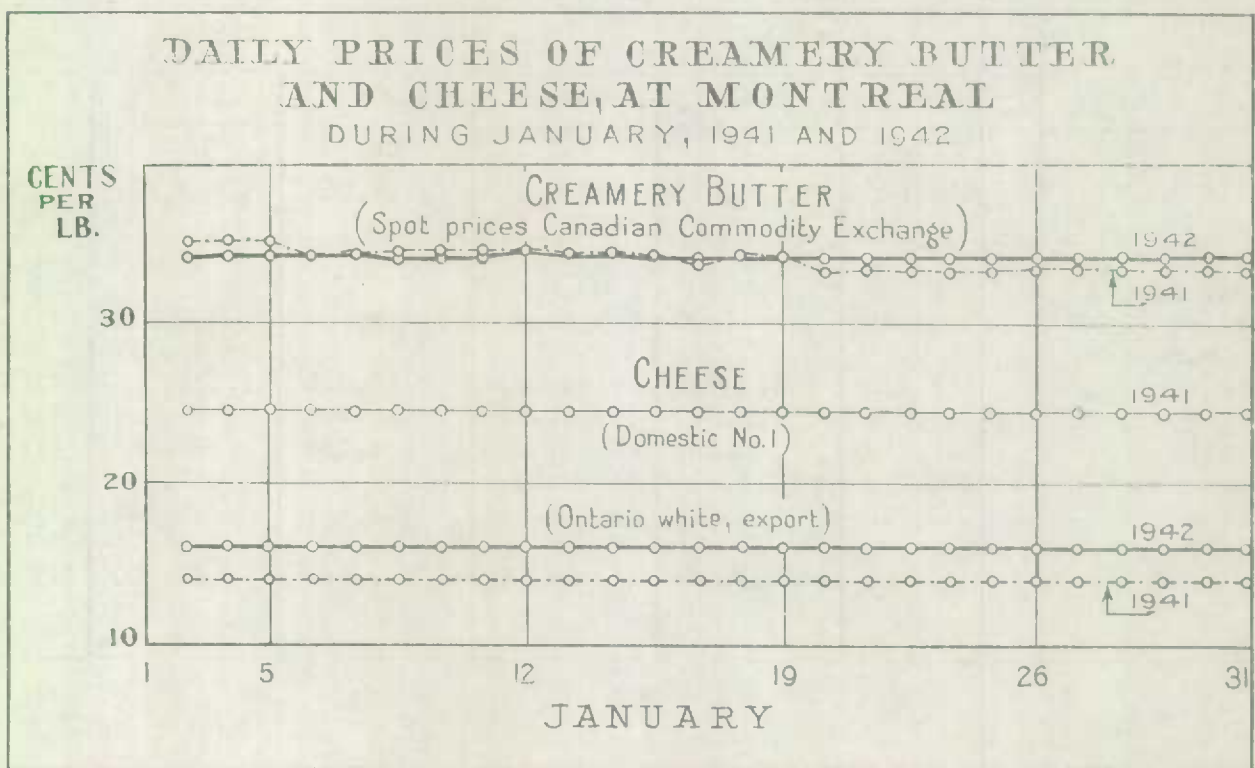 DAILY PRICES OF CREAMERY BUTTER
AND CHEESE, AT MONTREAL
DURING JANUARY, 1941 AND 1942
CENTS
PER
LB.
CREAMERY BUTTER
(Spot prices Canadian Commodity Exchange)
1942
1941
30
CHEESE
1941
(Domestic No. 1)
20
(Ontario white, export)
1942
1941
10
1 5 12 19 26 31
JANUARY